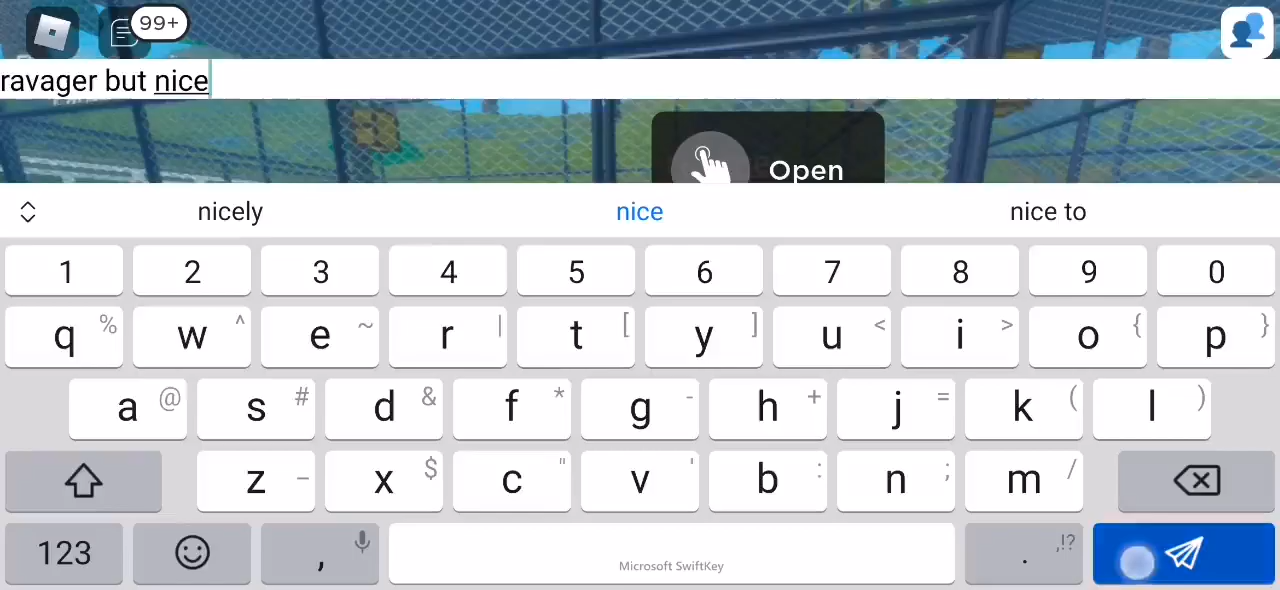 99+
ravager but nice
Open
nicely nice nice to
1 2 3 4 5 6 7 8 9 0
q % w ^ e ~ r | t [ y ] u < i > o { p }
a @ s # d & f * g - h + j = k ( l )
z _ x $ c " v ' b : n ; m /
123 , Microsoft SwiftKey . ,!?